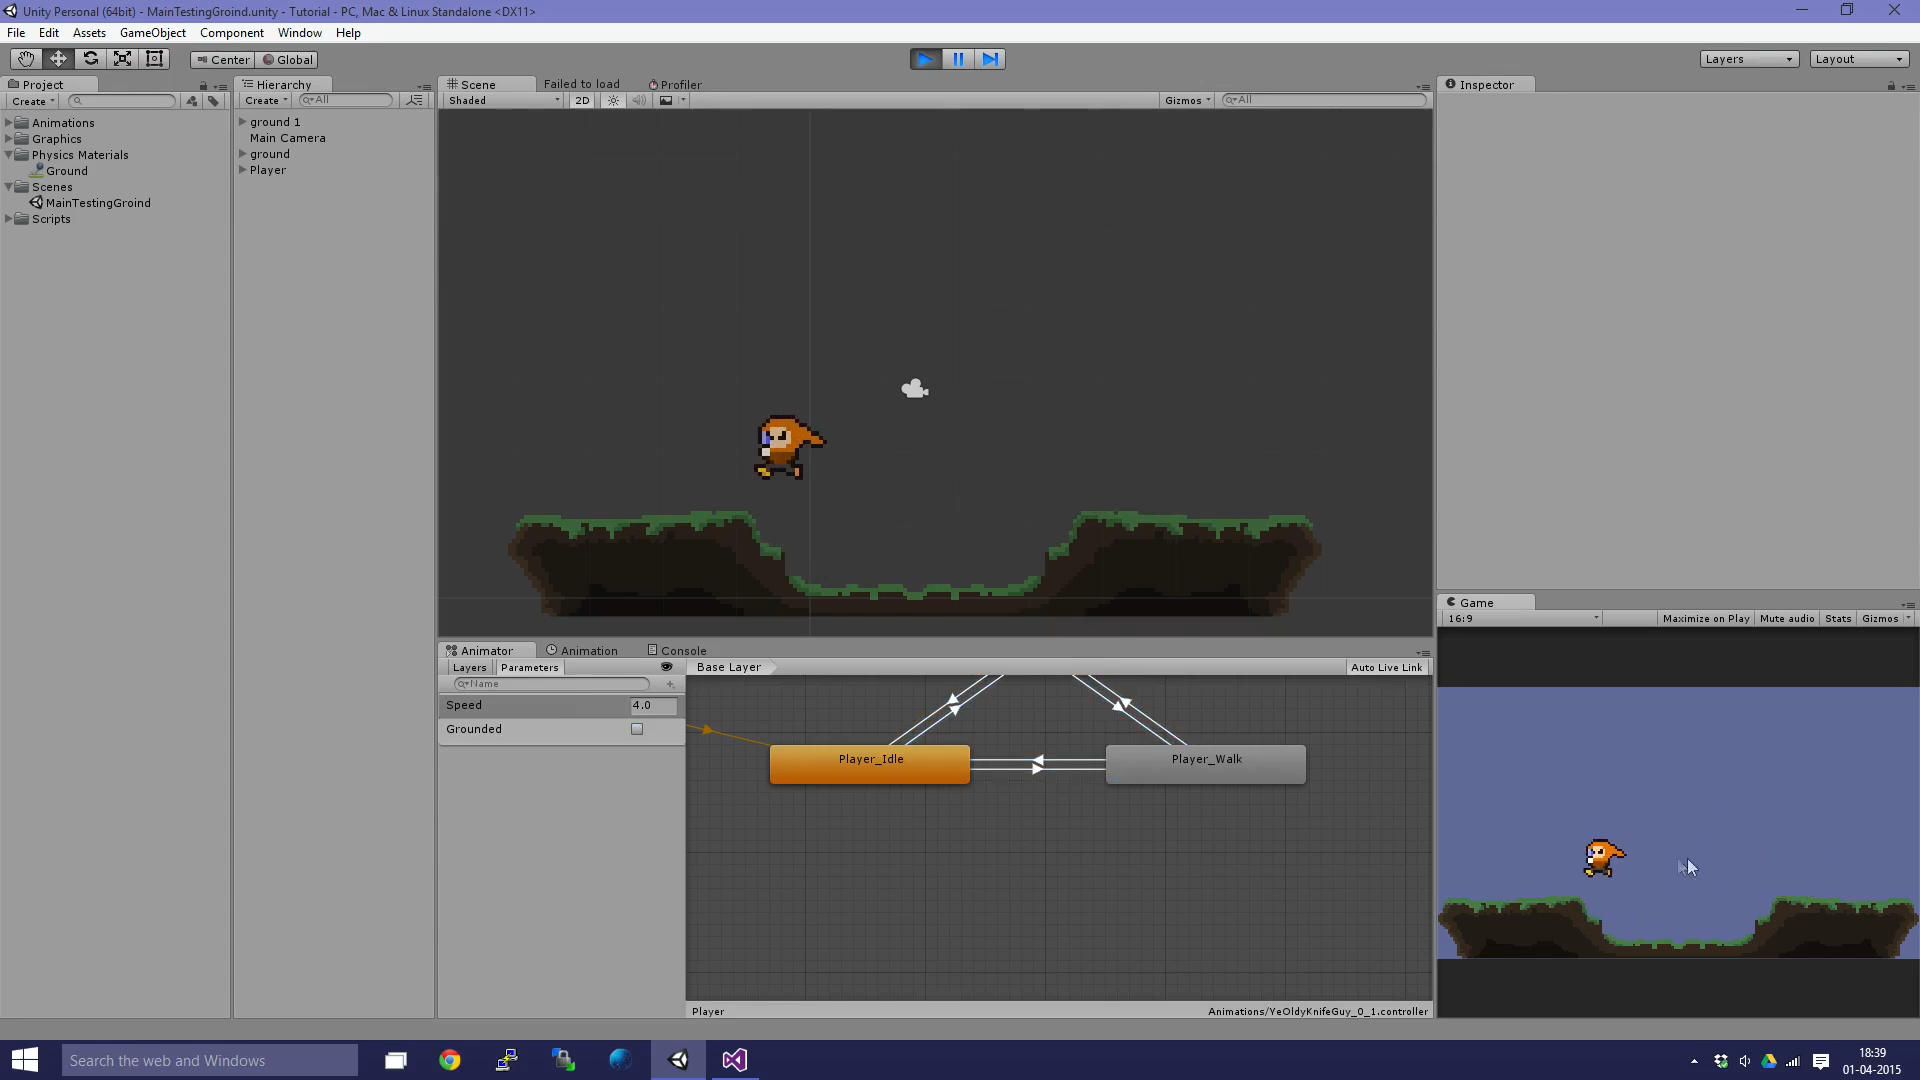 Unity Personal (64bit) - MainTestingGroind.unity - Tutorial - PC, Mac & Linux Standalone <DX11>
File Edit Assets GameObject Component Window Help
Center Global Layers Layout
Project Hierarchy Scene Failed to load Profiler Inspector
Create Create All Shaded 2D Gizmos All
Animations
Graphics
Physics Materials
Ground
Scenes
MainTestingGroind
Scripts
ground 1
Main Camera
ground
Player
Game
16:9 Maximize on Play Mute audio Stats Gizmos
Animator Animation Console
Layers Parameters Base Layer Auto Live Link
Name
Speed 4.0
Grounded
Player_Idle
Player_Walk
Player Animations/YeOldyKnifeGuy_0_1.controller
Search the web and Windows
18:39
01-04-2015